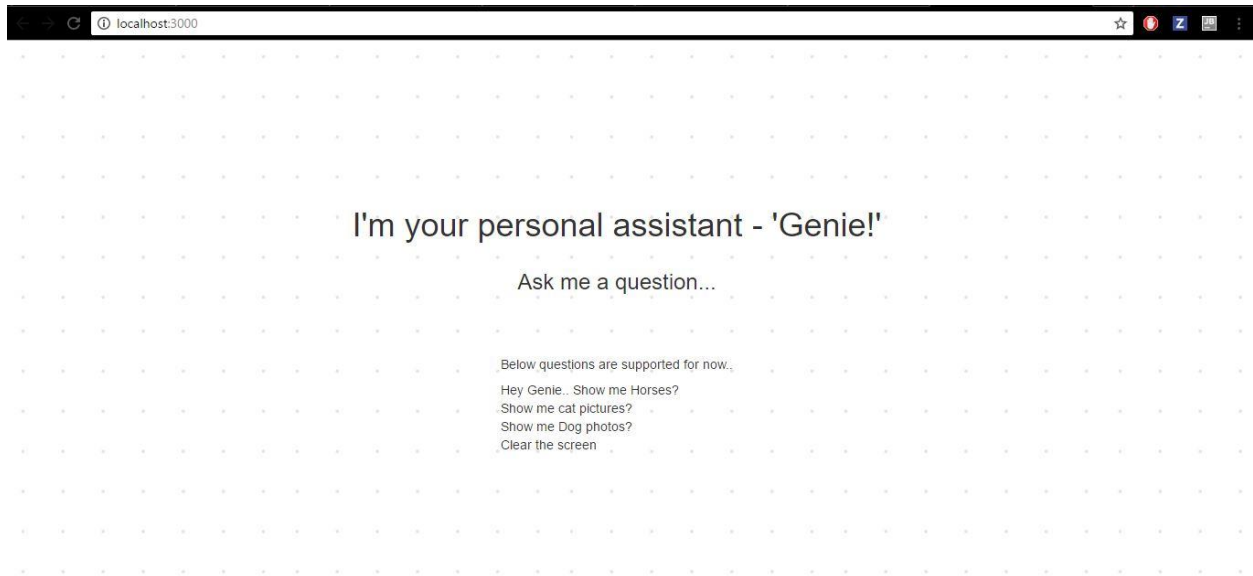 localhost:3000
Z
JB
I'm your personal assistant - 'Genie!'
Ask me a question...
Below questions are supported for now..
Hey Genie.. Show me Horses?
Show me cat pictures?
Show me Dog photos?
Clear the screen